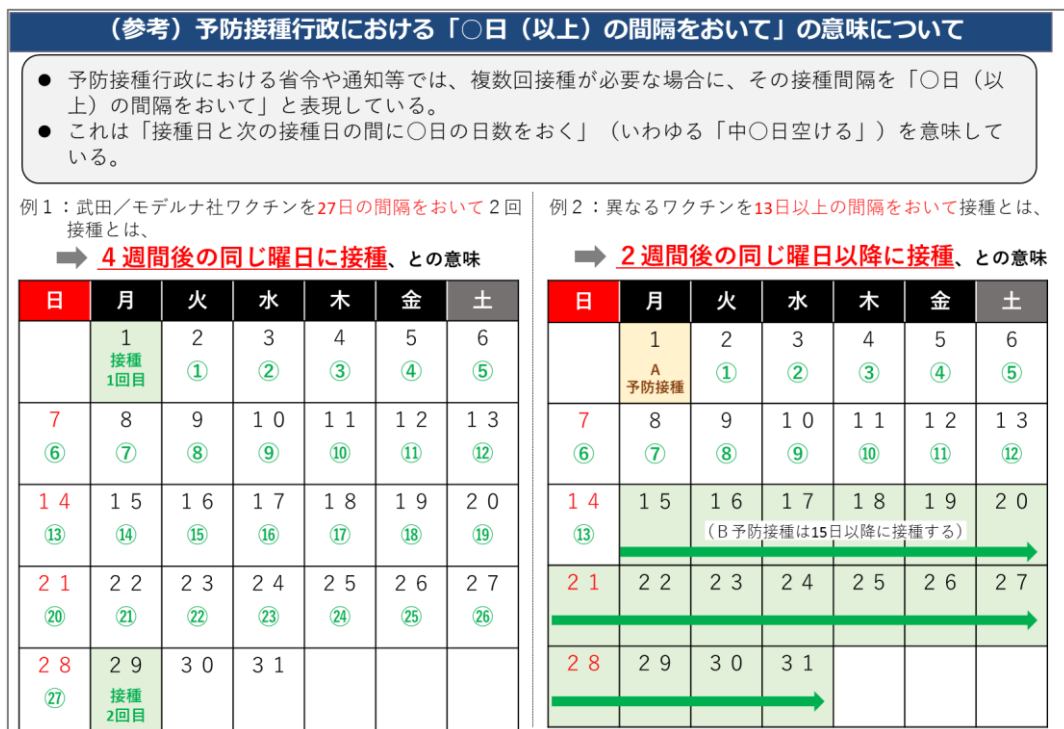 （参考）予防接種行政における「○日（以上）の間隔をおいて」の意味について
● 予防接種行政における省令や通知等では、複数回接種が必要な場合に、その接種間隔を「○日（以
上）の間隔をおいて」と表現している。
● これは「接種日と次の接種日の間に○日の日数をおく」（いわゆる「中○日空ける」）を意味して
いる。
例１：武田／モデルナ社ワクチンを27日の間隔をおいて２回
接種とは、
➡ ４週間後の同じ曜日に接種、との意味
日 月 火 水 木 金 土
1 2 3 4 5 6
接種
1回目 ① ② ③ ④ ⑤
7 8 9 10 11 12 13
⑥ ⑦ ⑧ ⑨ ⑩ ⑪ ⑫
14 15 16 17 18 19 20
⑬ ⑭ ⑮ ⑯ ⑰ ⑱ ⑲
21 22 23 24 25 26 27
⑳ ㉑ ㉒ ㉓ ㉔ ㉕ ㉖
28 29 30 31
㉗ 接種
2回目
例２：異なるワクチンを13日以上の間隔をおいて接種とは、
➡ ２週間後の同じ曜日以降に接種、との意味
日 月 火 水 木 金 土
1 2 3 4 5 6
A
予防接種 ① ② ③ ④ ⑤
7 8 9 10 11 12 13
⑥ ⑦ ⑧ ⑨ ⑩ ⑪ ⑫
14 15 16 17 18 19 20
⑬ （Ｂ予防接種は15日以降に接種する）
21 22 23 24 25 26 27
28 29 30 31